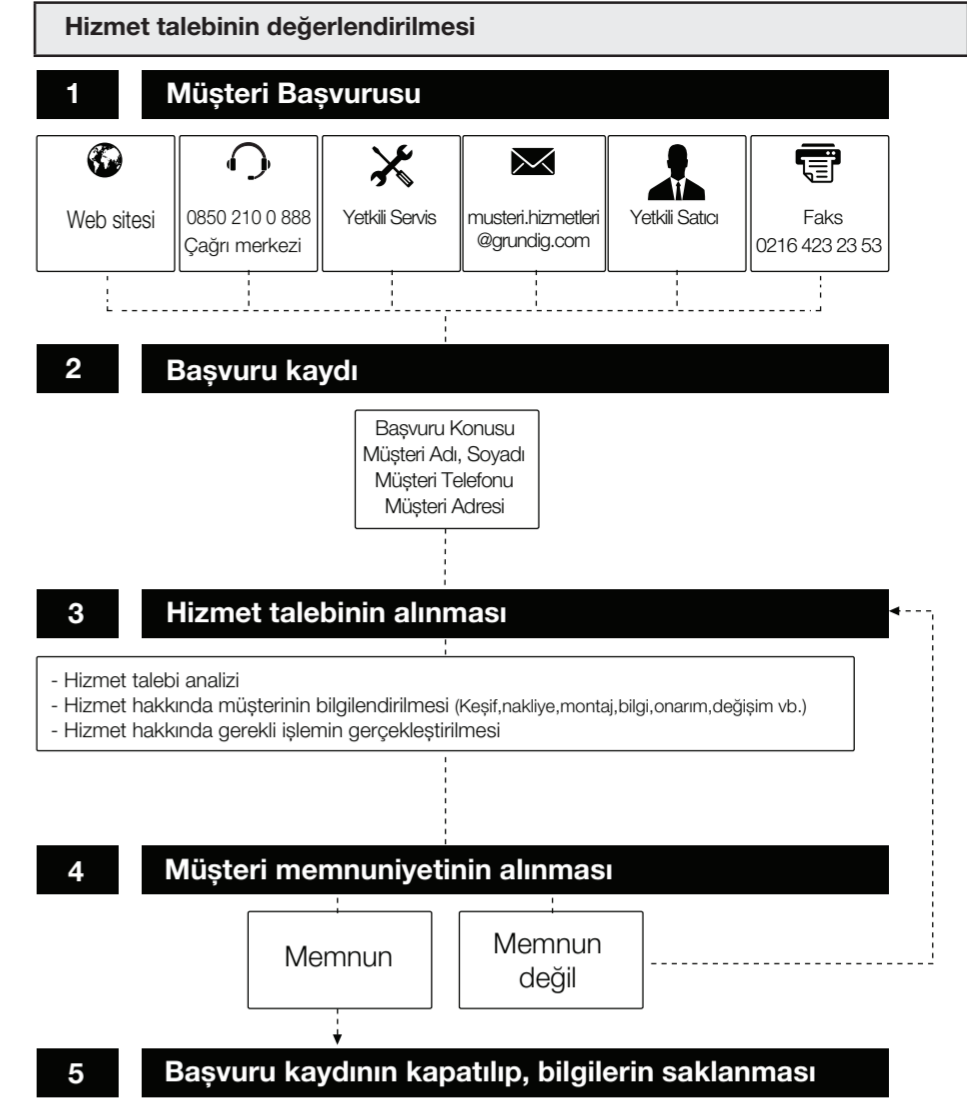 Hizmet talebinin değerlendirilmesi
1 Müşteri Başvurusu
Web sitesi
0850 210 0 888
Çağrı merkezi
Yetkili Servis
musteri.hizmetleri
@grundig.com
Yetkili Satıcı
Faks
0216 423 23 53
2 Başvuru kaydı
Başvuru Konusu
Müşteri Adı, Soyadı
Müşteri Telefonu
Müşteri Adresi
3 Hizmet talebinin alınması
- Hizmet talebi analizi
- Hizmet hakkında müşterinin bilgilendirilmesi (Keşif,nakliye,montaj,bilgi,onarım,değişim vb.)
- Hizmet hakkında gerekli işlemin gerçekleştirilmesi
4 Müşteri memnuniyetinin alınması
Memnun
Memnun
değil
5 Başvuru kaydının kapatılıp, bilgilerin saklanması